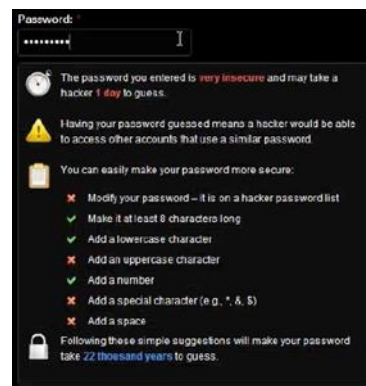 Password: *
•••••••••
The password you entered is very insecure and may take a
hacker 1 day to guess.
Having your password guessed means a hacker would be able
to access other accounts that use a similar password.
You can easily make your password more secure:
Modify your password – it is on a hacker password list
Make it at least 8 characters long
Add a lowercase character
Add an uppercase character
Add a number
Add a special character (e.g., *, &, $)
Add a space
Following these simple suggestions will make your password
take 22 thousand years to guess.